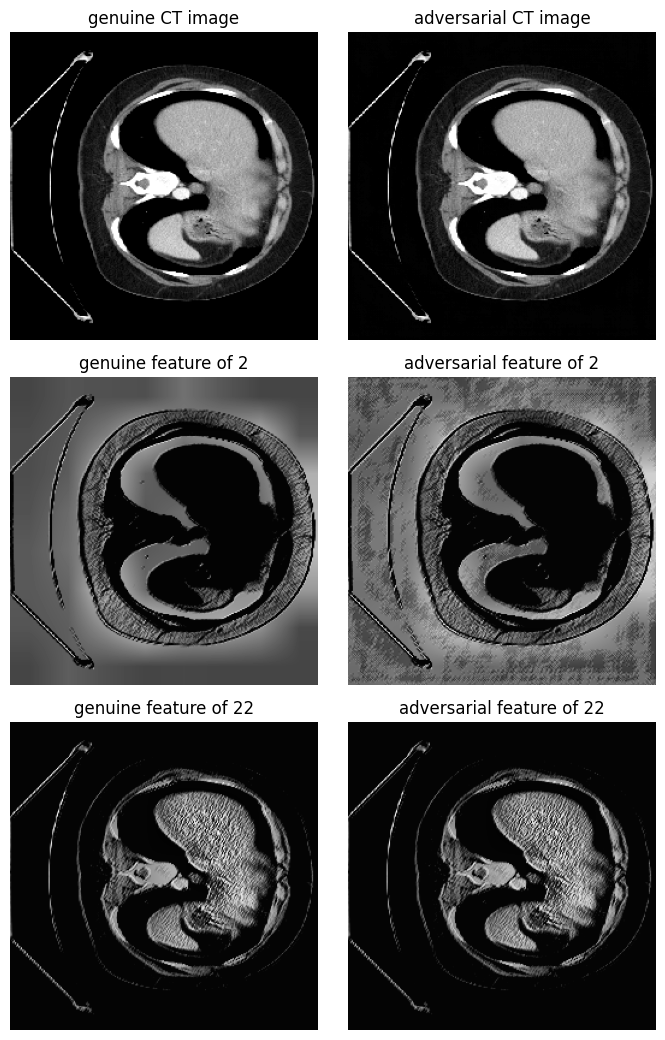 genuine CT image
adversarial CT image
genuine feature of 2
adversarial feature of 2
genuine feature of 22
adversarial feature of 22